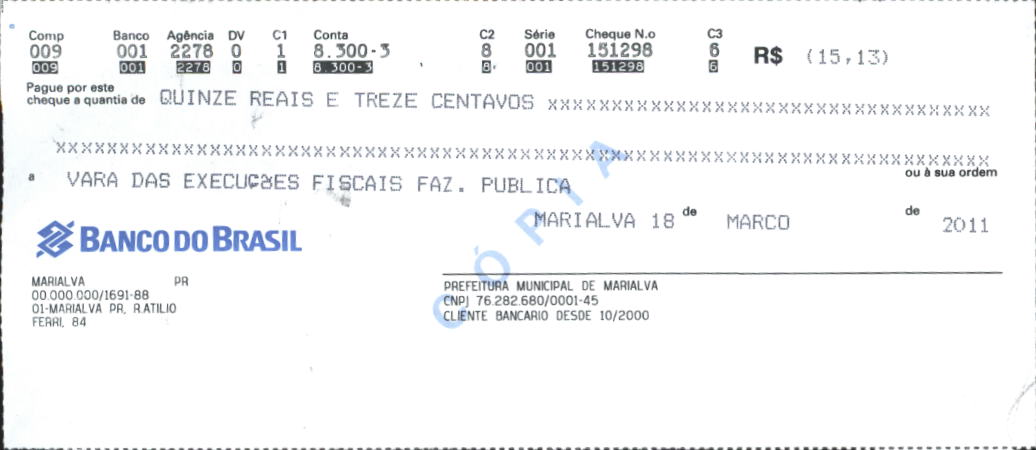 Comp Banco Agência DV C1 Conta C2 Série Cheque N.o C3
009 001 2278 0 1 8.300-3 8 001 151298 6 R$ (15,13)
009 001 2278 0 1 8.300-3 8 001 151298 6
Pague por este
cheque a quantia de QUINZE REAIS E TREZE CENTAVOS xxxxxxxxxxxxxxxxxxxxxxxxxxxxxxxxxxx
xxxxxxxxxxxxxxxxxxxxxxxxxxxxxxxxxxxxxxxxxxxxxxxxxxxxxxxxxxxxxxxxxxxxxxxxx
ou à sua ordem
a VARA DAS EXECUÇÕES FISCAIS FAZ. PUBLICA
MARIALVA 18 de MARCO de 2011
BANCO DO BRASIL
CÓPIA
MARIALVA PR
00.000.000/1691-88
01-MARIALVA PR, R.ATILIO
FERRI, 84
PREFEITURA MUNICIPAL DE MARIALVA
CNPJ 76.282.680/0001-45
CLIENTE BANCARIO DESDE 10/2000